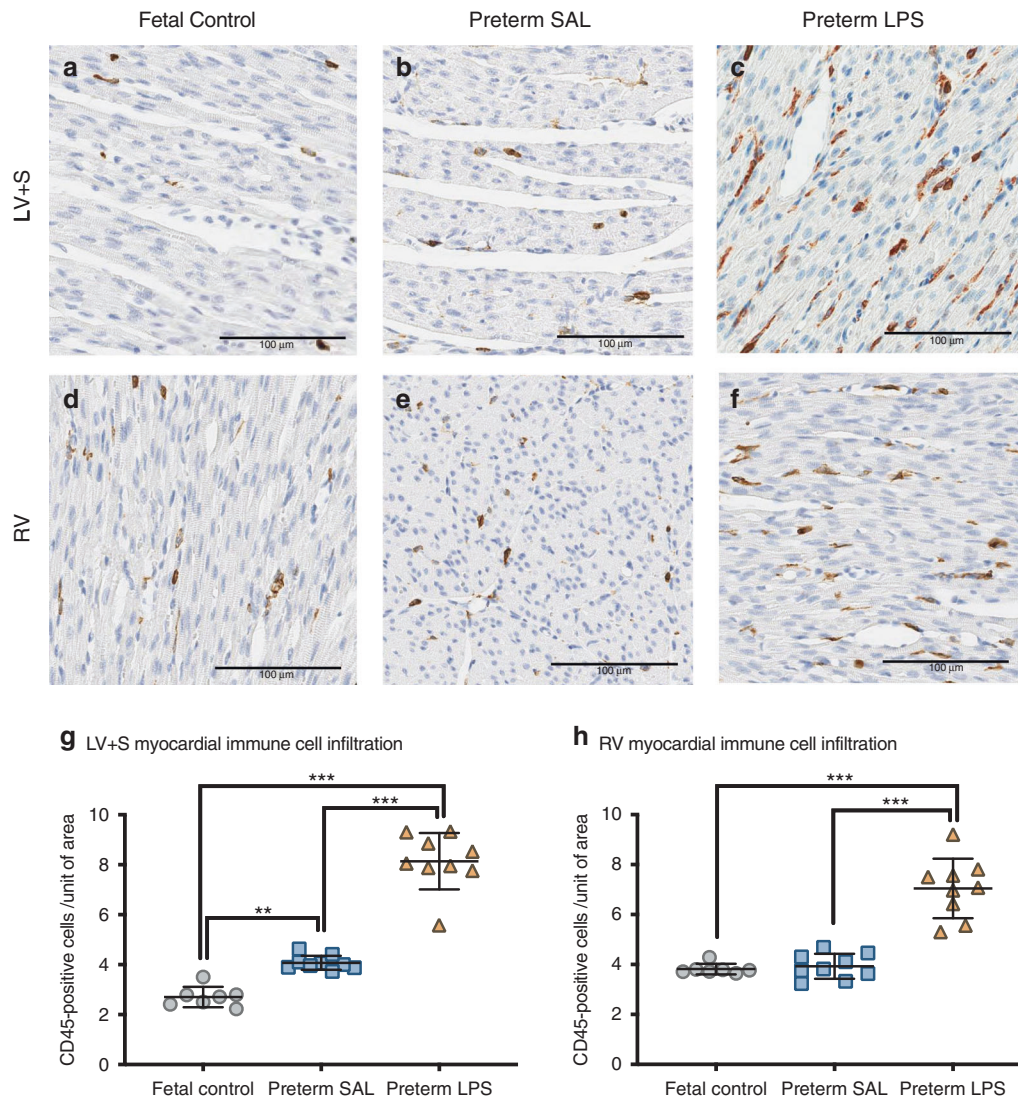 Fetal Control Preterm SAL Preterm LPS
LV+S
a b c
100 μm 100 μm 100 μm
RV
d e f
100 μm 100 μm 100 μm
g LV+S myocardial immune cell infiltration
***
***
**
CD45-positive cells /unit of area
10
8
6
4
2
0
Fetal control Preterm SAL Preterm LPS
h RV myocardial immune cell infiltration
***
***
CD45-positive cells /unit of area
10
8
6
4
2
0
Fetal control Preterm SAL Preterm LPS